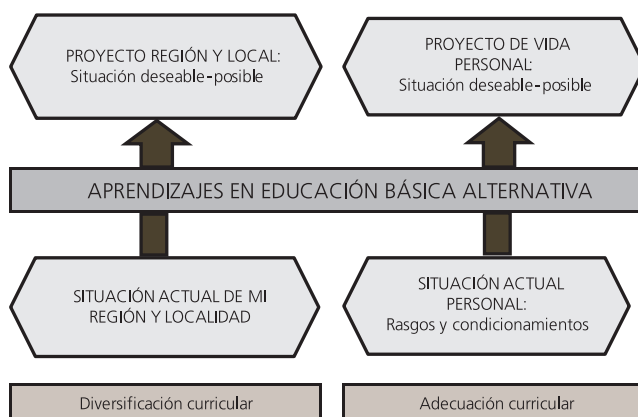 PROYECTO REGIÓN Y LOCAL:
Situación deseable-posible
PROYECTO DE VIDA
PERSONAL:
Situación deseable-posible
APRENDIZAJES EN EDUCACIÓN BÁSICA ALTERNATIVA
SITUACIÓN ACTUAL DE MI
REGIÓN Y LOCALIDAD
SITUACIÓN ACTUAL
PERSONAL:
Rasgos y condicionamientos
Diversificación curricular
Adecuación curricular